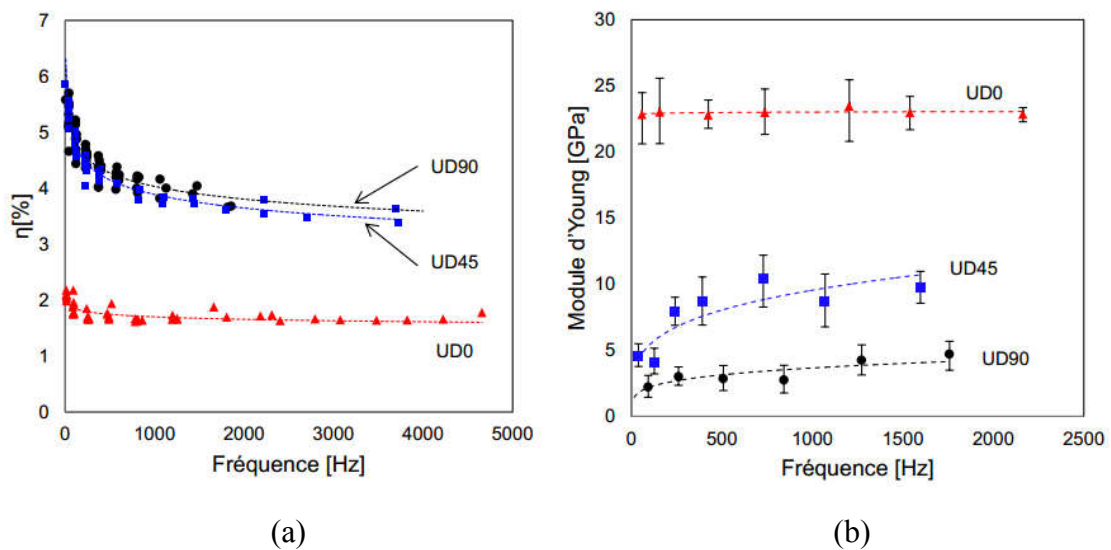 7
6
5
4
3
2
1
0
η[%]
UD90
UD45
UD0
0 1000 2000 3000 4000 5000
Fréquence [Hz]
(a)
30
25
20
15
10
5
0
Module d'Young [GPa]
UD0
UD45
UD90
0 500 1000 1500 2000 2500
Fréquence [Hz]
(b)